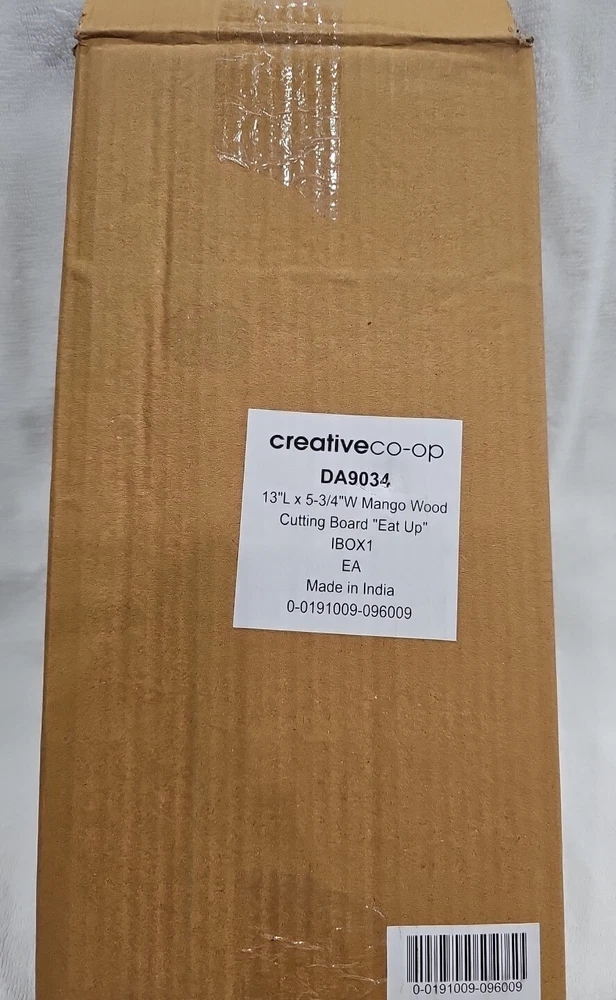 creativeco-op
DA9034
13"L x 5-3/4"W Mango Wood
Cutting Board "Eat Up"
IBOX1
EA
Made in India
0-0191009-096009
0-0191009-096009